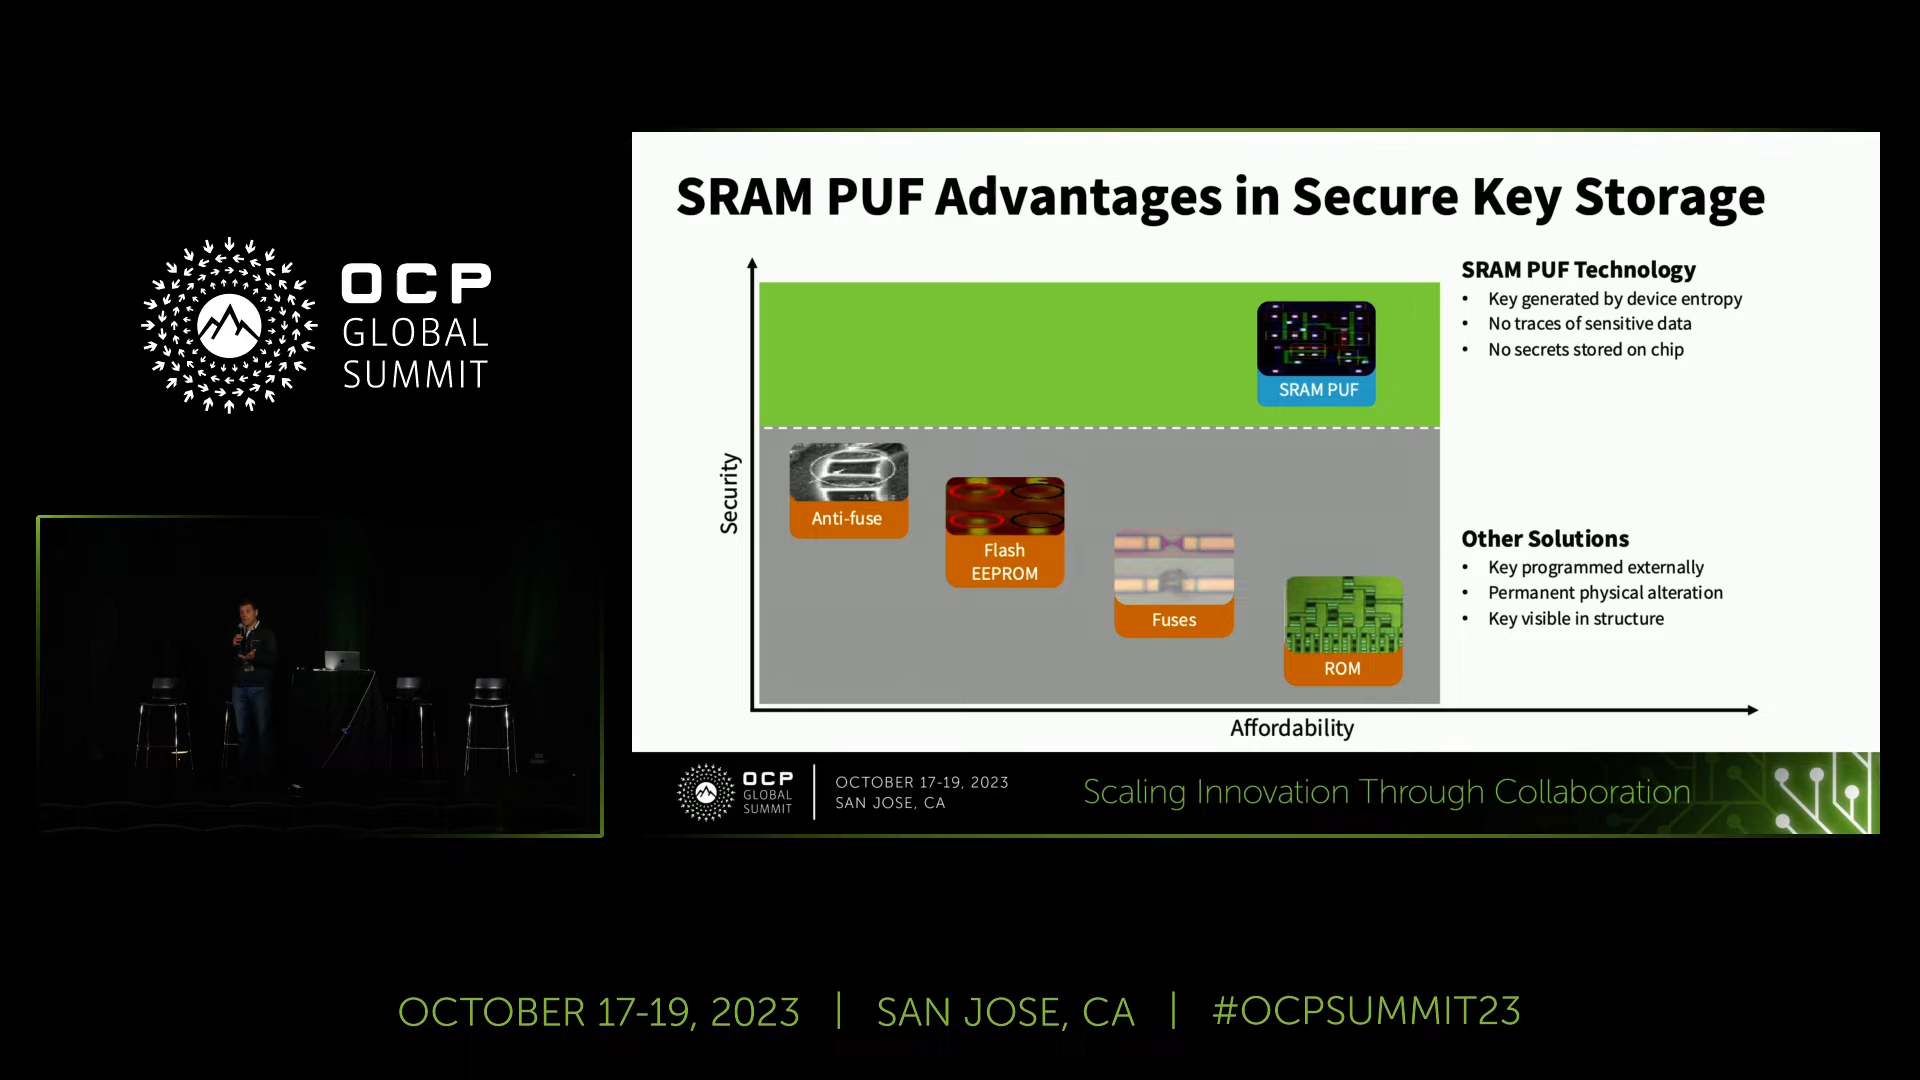 OCP
GLOBAL
SUMMIT
SRAM PUF Advantages in Secure Key Storage
Security
Affordability
SRAM PUF
Anti-fuse
Flash
EEPROM
Fuses
ROM
SRAM PUF Technology
• Key generated by device entropy
• No traces of sensitive data
• No secrets stored on chip
Other Solutions
• Key programmed externally
• Permanent physical alteration
• Key visible in structure
OCP
GLOBAL
SUMMIT
OCTOBER 17-19, 2023
SAN JOSE, CA
Scaling Innovation Through Collaboration
OCTOBER 17-19, 2023 | SAN JOSE, CA | #OCPSUMMIT23